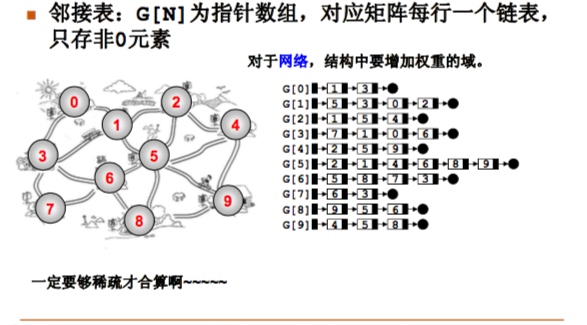 ■ 邻接表：G[N]为指针数组，对应矩阵每行一个链表，
只存非0元素
对于网络，结构中要增加权重的域。
G[0] 1 3
G[1] 5 3 0 2
G[2] 1 5 4
G[3] 7 1 0 6
G[4] 2 5 9
G[5] 2 1 4 6 8 9
G[6] 5 8 7 3
G[7] 6 3
G[8] 9 5 6
G[9] 4 5 8
0
2
1
4
3
5
6
7
9
8
一定要够稀疏才合算啊~~~~~